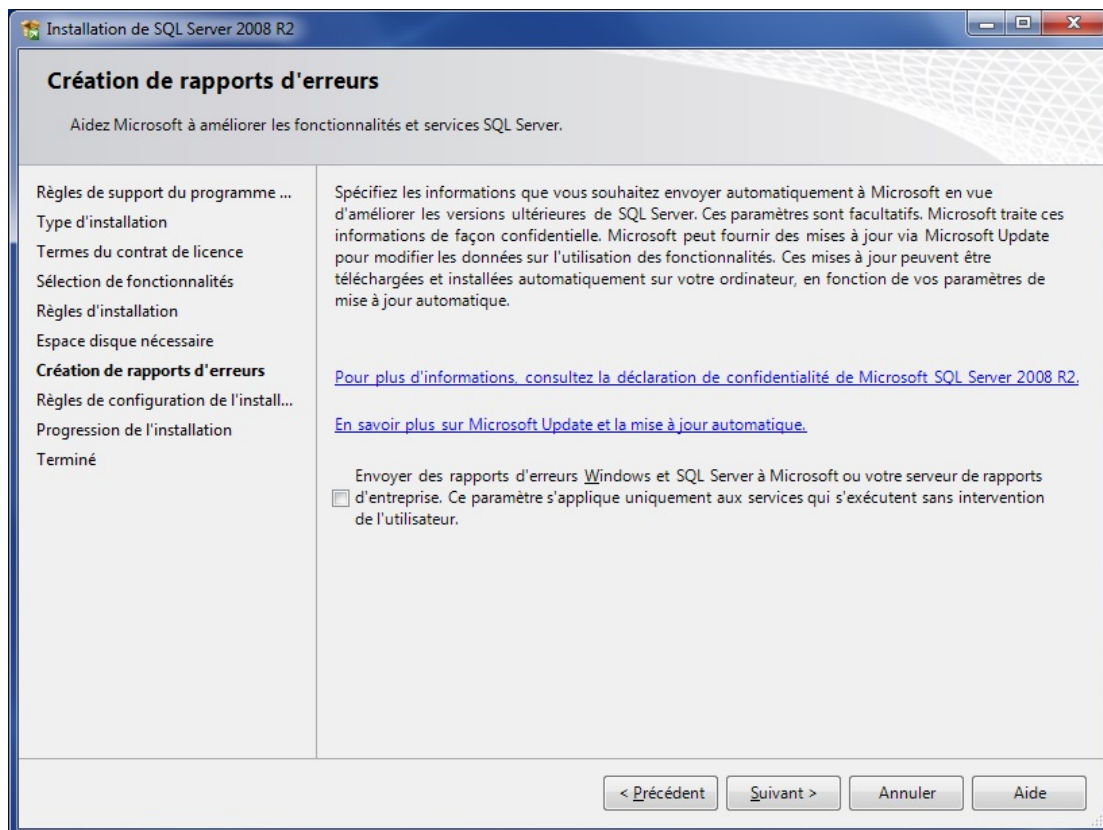 Installation de SQL Server 2008 R2
Création de rapports d'erreurs
Aidez Microsoft à améliorer les fonctionnalités et services SQL Server.
Règles de support du programme ...
Type d'installation
Termes du contrat de licence
Sélection de fonctionnalités
Règles d'installation
Espace disque nécessaire
Création de rapports d'erreurs
Règles de configuration de l'install...
Progression de l'installation
Terminé
Spécifiez les informations que vous souhaitez envoyer automatiquement à Microsoft en vue
d'améliorer les versions ultérieures de SQL Server. Ces paramètres sont facultatifs. Microsoft traite ces
informations de façon confidentielle. Microsoft peut fournir des mises à jour via Microsoft Update
pour modifier les données sur l'utilisation des fonctionnalités. Ces mises à jour peuvent être
téléchargées et installées automatiquement sur votre ordinateur, en fonction de vos paramètres de
mise à jour automatique.
Pour plus d'informations, consultez la déclaration de confidentialité de Microsoft SQL Server 2008 R2.
En savoir plus sur Microsoft Update et la mise à jour automatique.
Envoyer des rapports d'erreurs Windows et SQL Server à Microsoft ou votre serveur de rapports
d'entreprise. Ce paramètre s'applique uniquement aux services qui s'exécutent sans intervention
de l'utilisateur.
< Précédent
Suivant >
Annuler
Aide